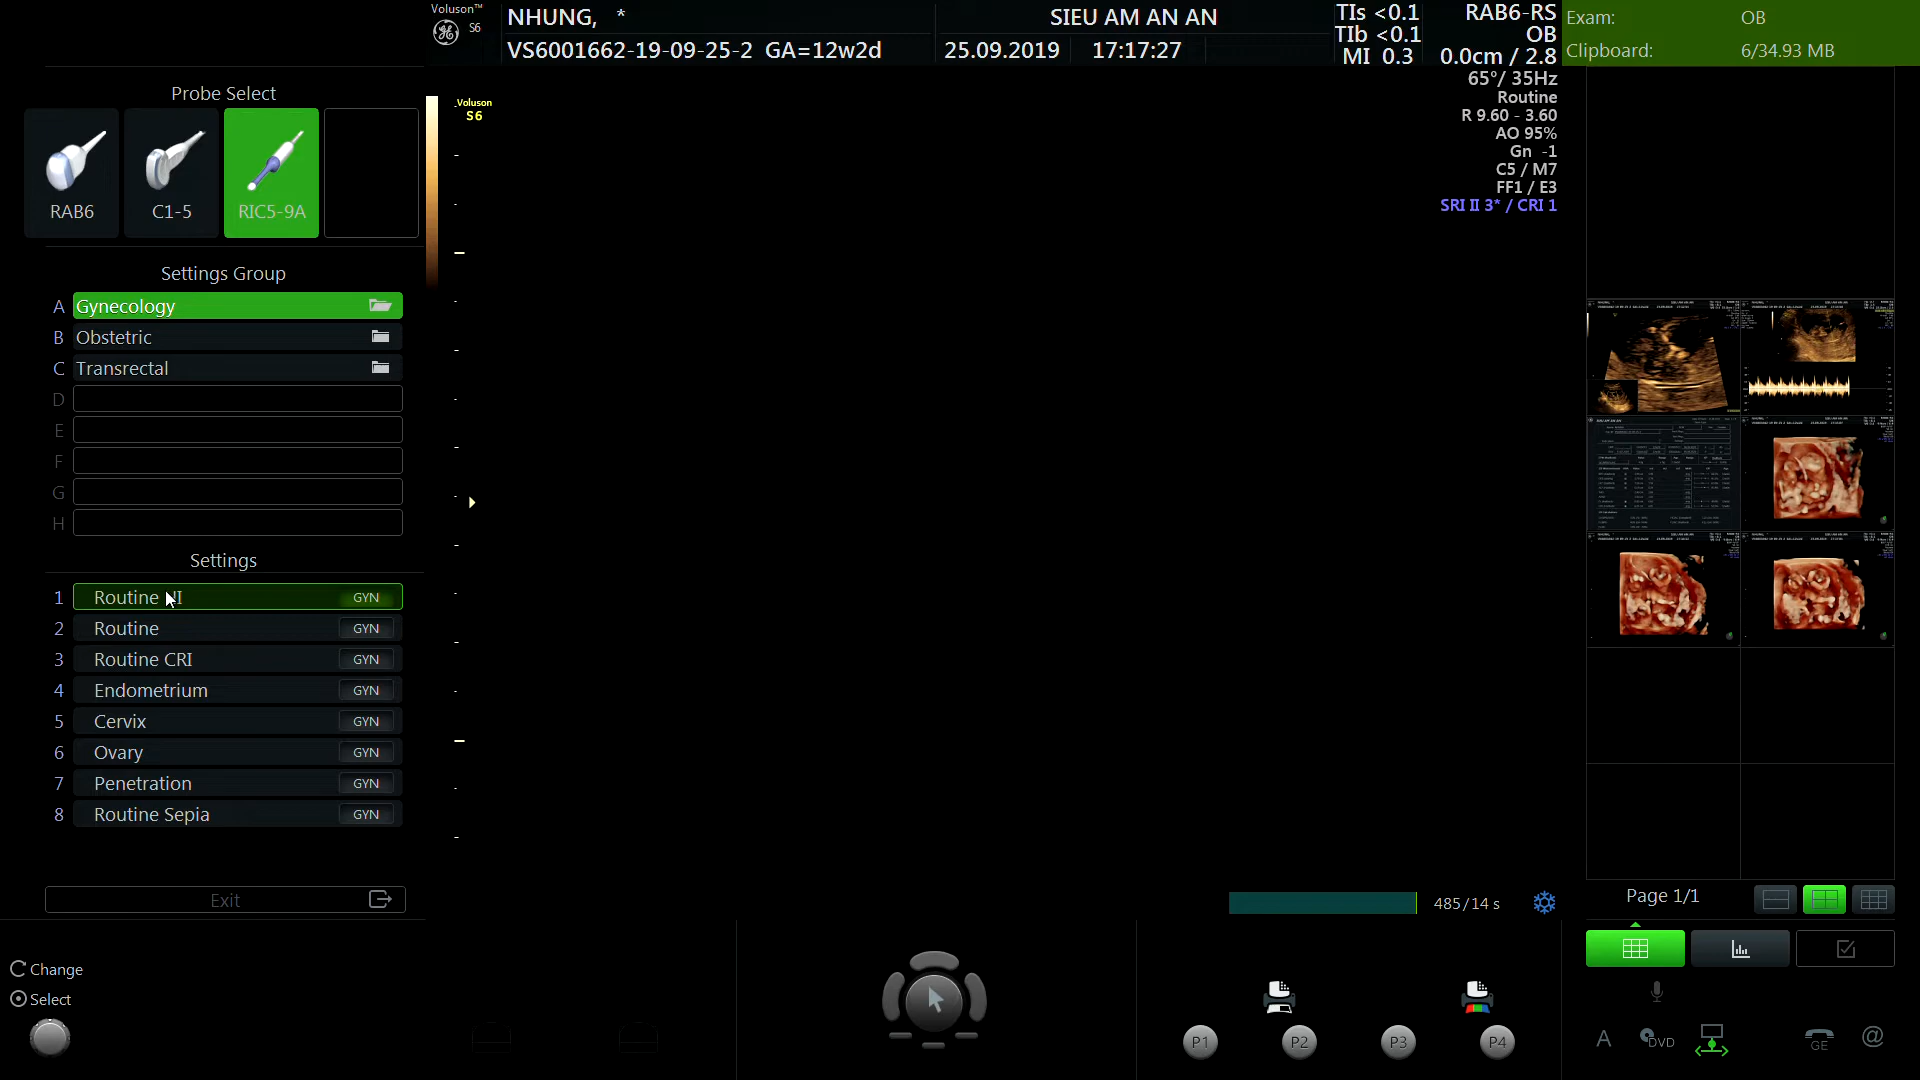 Voluson™
S6
NHUNG, *
SIEU AM AN AN
VS6001662-19-09-25-2 GA=12w2d
25.09.2019
17:17:27
TIs <0.1
TIb <0.1
MI 0.3
RAB6-RS
OB
0.0cm / 2.8
65°/ 35Hz
Routine
R 9.60 - 3.60
AO 95%
Gn -1
C5 / M7
FF1 / E3
SRI II 3* / CRI 1
Exam: OB
Clipboard: 6/34.93 MB
Probe Select
RAB6
C1-5
RIC5-9A
Voluson
S6
Settings Group
A Gynecology
B Obstetric
C Transrectal
D
E
F
G
H
Settings
1 Routine GYN
2 Routine GYN
3 Routine CRI GYN
4 Endometrium GYN
5 Cervix GYN
6 Ovary GYN
7 Penetration GYN
8 Routine Sepia GYN
Exit
Change
Select
485/14 s
P1
P2
P3
P4
Page 1/1
A
DVD
GE
@